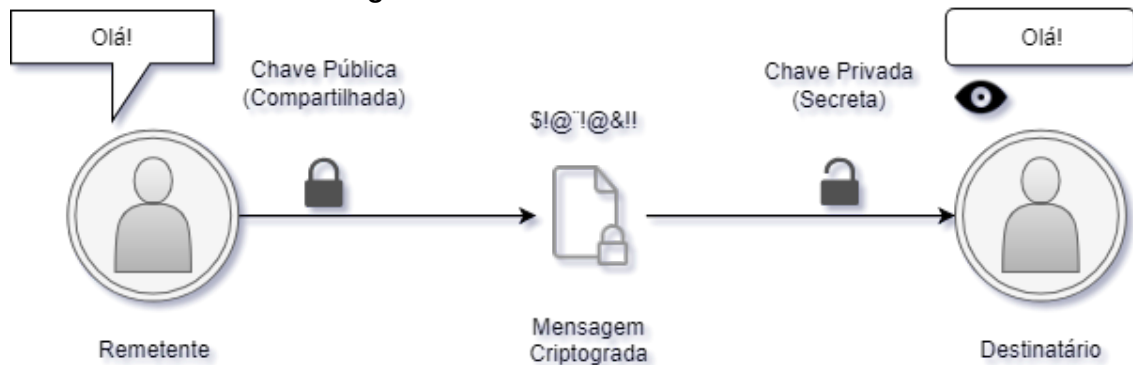 Olá!
Chave Pública
(Compartilhada)
$!@¨!@&!!
Chave Privada
(Secreta)
Olá!
Remetente
Mensagem
Criptograda
Destinatário